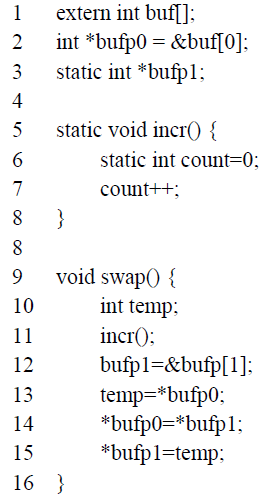 1 extern int buf[];
2 int *bufp0 = &buf[0];
3 static int *bufp1;
4
5 static void incr() {
6 static int count=0;
7 count++;
8 }
8
9 void swap() {
10 int temp;
11 incr();
12 bufp1=&bufp[1];
13 temp=*bufp0;
14 *bufp0=*bufp1;
15 *bufp1=temp;
16 }